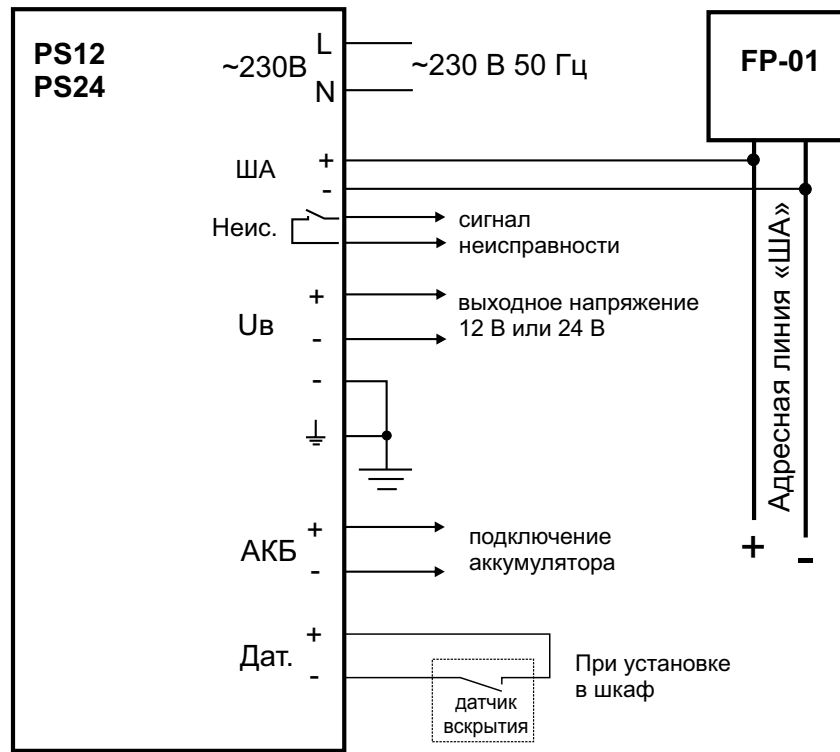 PS12
PS24
~230В
L
N
~230 В 50 Гц
FP-01
ША
+
-
Неис.
сигнал
неисправности
Uв
+
-
выходное напряжение
12 В или 24 В
-
Адресная линия «ША»
+
-
АКБ
+
-
подключение
аккумулятора
Дат.
+
-
датчик
вскрытия
При установке
в шкаф